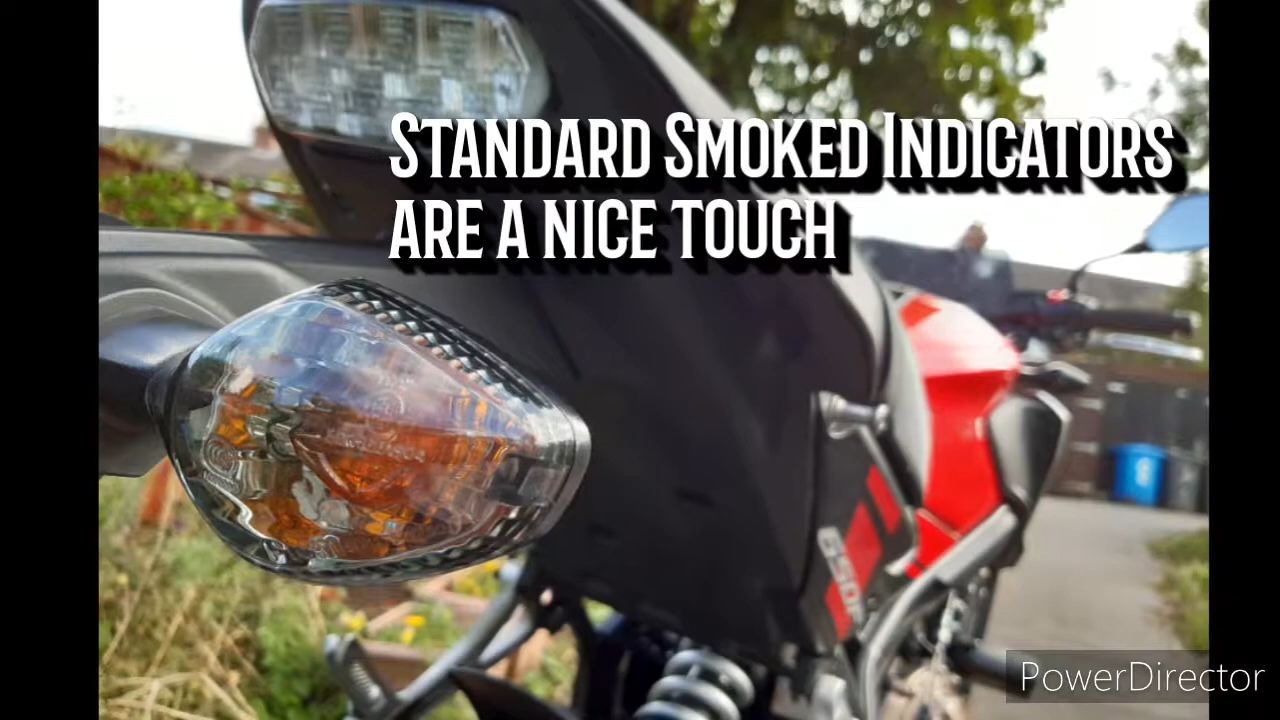 Standard Smoked Indicators
are a nice touch
PowerDirector